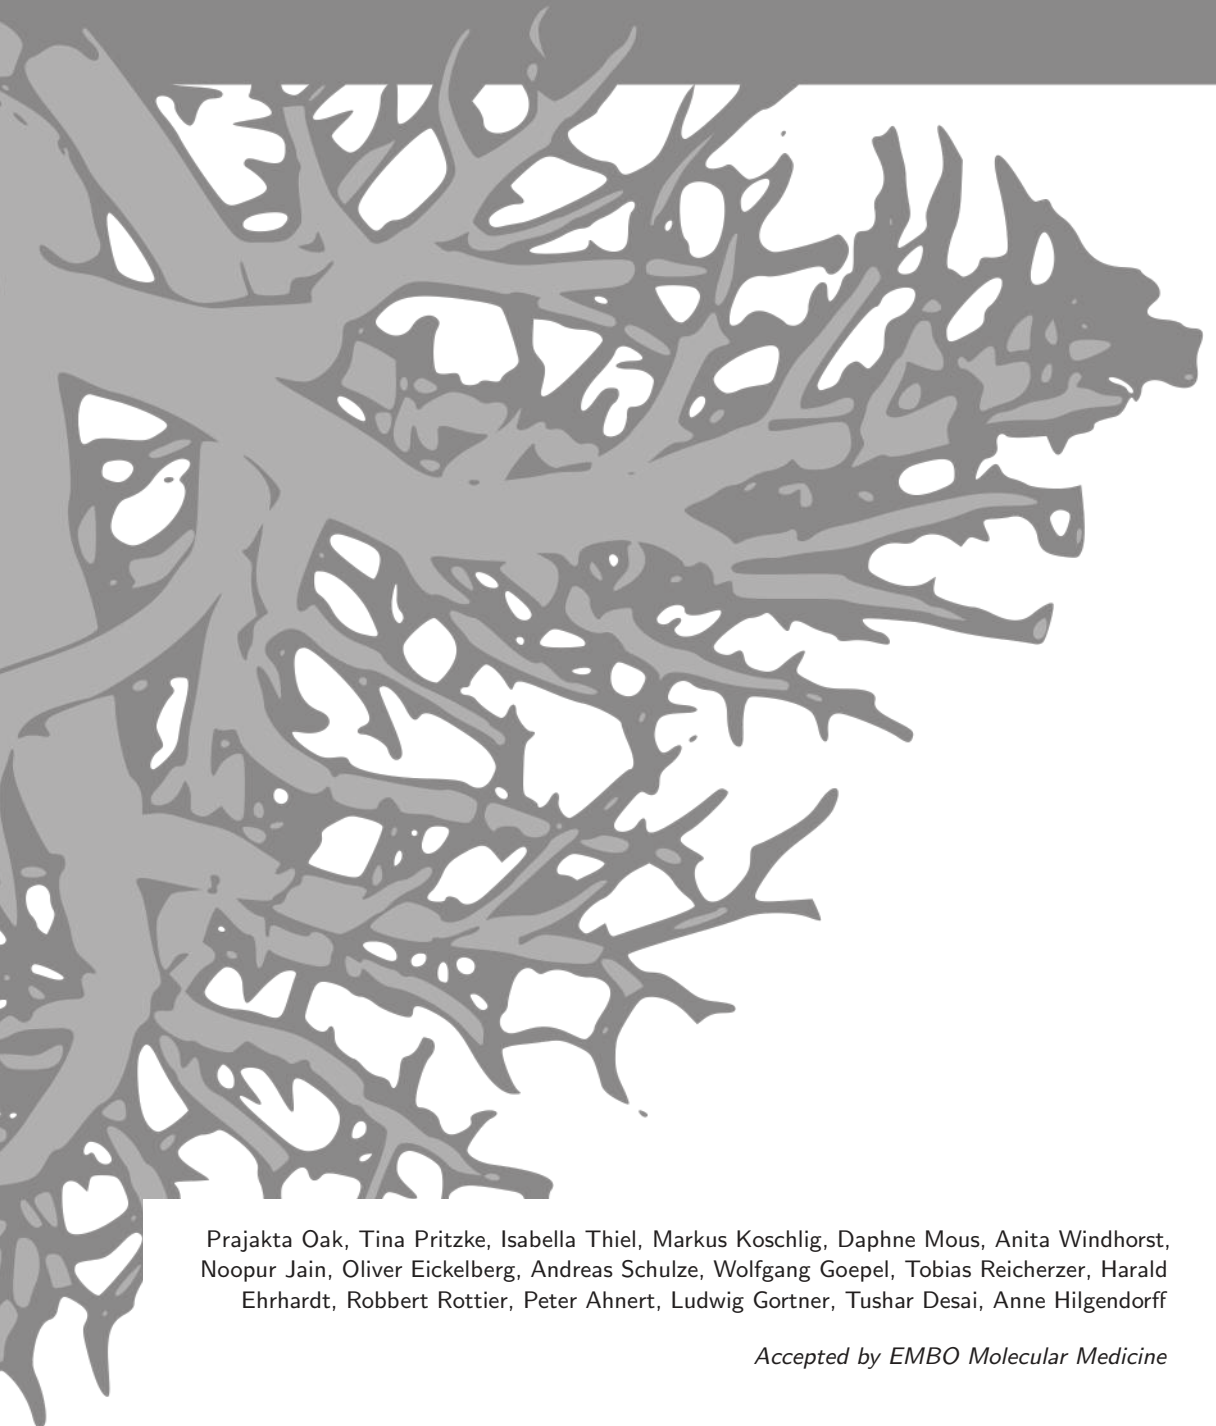 Prajakta Oak, Tina Pritzke, Isabella Thiel, Markus Koschlig, Daphne Mous, Anita Windhorst,
Noopur Jain, Oliver Eickelberg, Andreas Schulze, Wolfgang Goepel, Tobias Reicherzer, Harald
Ehrhardt, Robbert Rottier, Peter Ahnert, Ludwig Gortner, Tushar Desai, Anne Hilgendorff
Accepted by EMBO Molecular Medicine